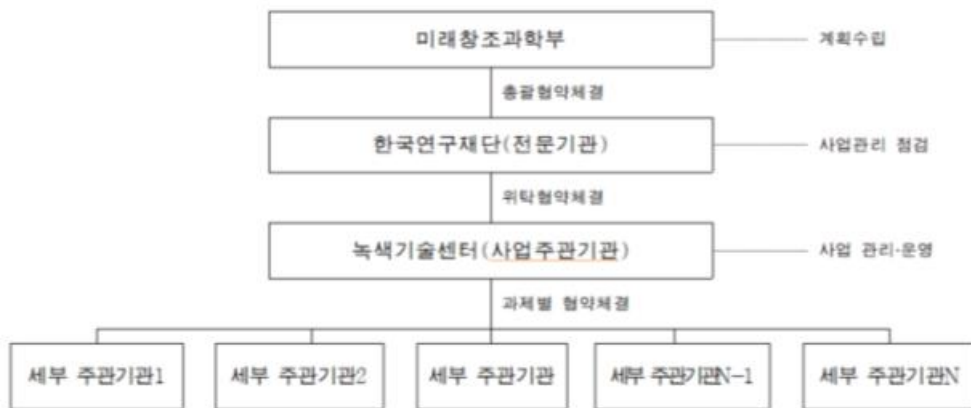 미래창조과학부 계획수립
총괄협약체결
한국연구재단(전문기관) 사업관리 점검
위탁협약체결
녹색기술센터(사업주관기관) 사업 관리·운영
과제별 협약체결
세부 주관기관1 세부 주관기관2 세부 주관기관 세부 주관기관N-1 세부 주관기관N